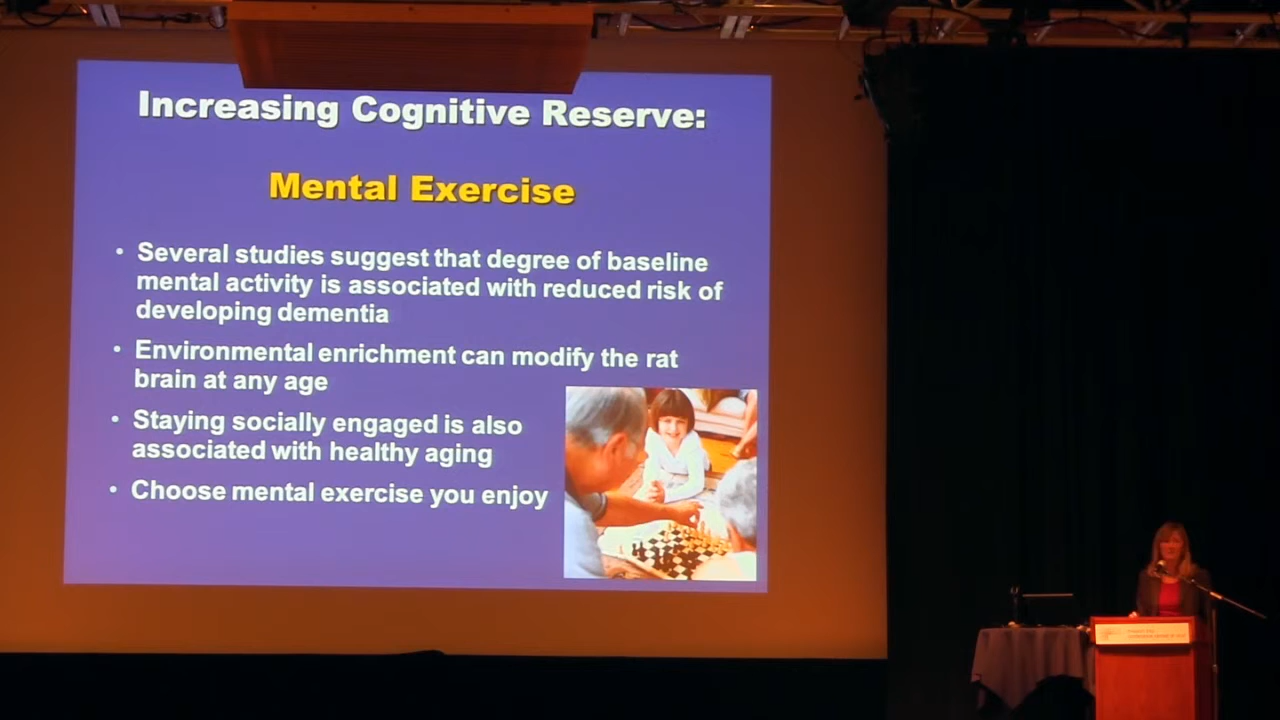 Increasing Cognitive Reserve:
Mental Exercise
• Several studies suggest that degree of baseline
mental activity is associated with reduced risk of
developing dementia
• Environmental enrichment can modify the rat
brain at any age
• Staying socially engaged is also
associated with healthy aging
• Choose mental exercise you enjoy